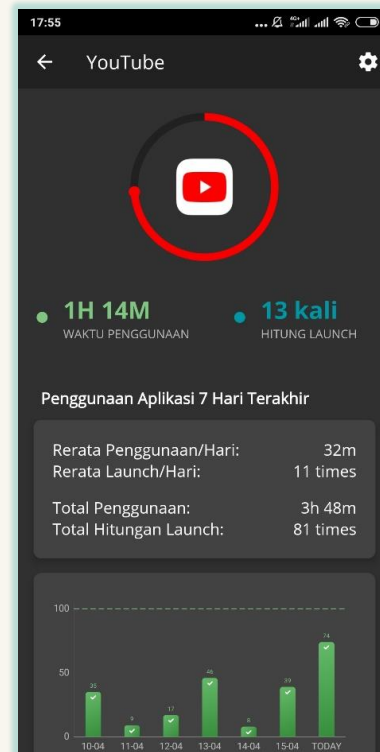 17:55
YouTube
1H 14M
WAKTU PENGGUNAAN
13 kali
HITUNG LAUNCH
Penggunaan Aplikasi 7 Hari Terakhir
Rerata Penggunaan/Hari: 32m
Rerata Launch/Hari: 11 times
Total Penggunaan: 3h 48m
Total Hitungan Launch: 81 times
100
74
50
46
39
35
17
9
8
0
10-04 11-04 12-04 13-04 14-04 15-04 TODAY